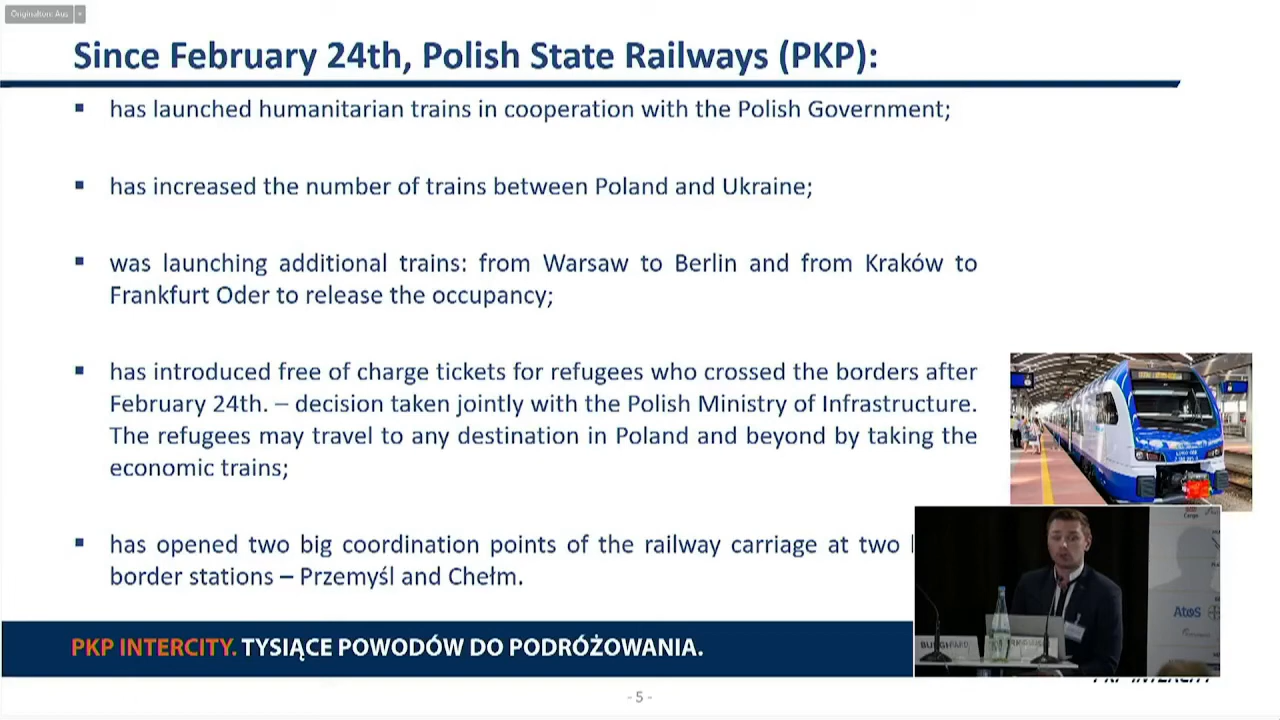 Originalton: Aus
Since February 24th, Polish State Railways (PKP):
▪ has launched humanitarian trains in cooperation with the Polish Government;
▪ has increased the number of trains between Poland and Ukraine;
▪ was launching additional trains: from Warsaw to Berlin and from Kraków to
Frankfurt Oder to release the occupancy;
▪ has introduced free of charge tickets for refugees who crossed the borders after
February 24th. – decision taken jointly with the Polish Ministry of Infrastructure.
The refugees may travel to any destination in Poland and beyond by taking the
economic trains;
▪ has opened two big coordination points of the railway carriage at two
border stations – Przemyśl and Chełm.
Atos
PKP INTERCITY. TYSIĄCE POWODÓW DO PODRÓŻOWANIA.
- 5 -